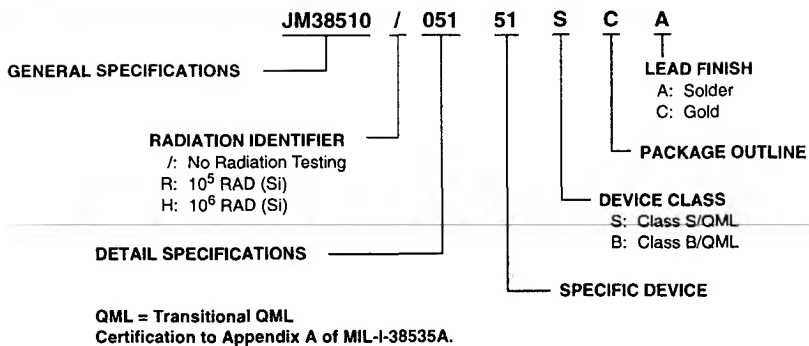 JM38510 / 051 51 S C A
GENERAL SPECIFICATIONS
LEAD FINISH
A: Solder
C: Gold
RADIATION IDENTIFIER
/: No Radiation Testing
R: 10⁵ RAD (Si)
H: 10⁶ RAD (Si)
PACKAGE OUTLINE
DEVICE CLASS
S: Class S/QML
B: Class B/QML
DETAIL SPECIFICATIONS
SPECIFIC DEVICE
QML = Transitional QML
Certification to Appendix A of MIL-I-38535A.